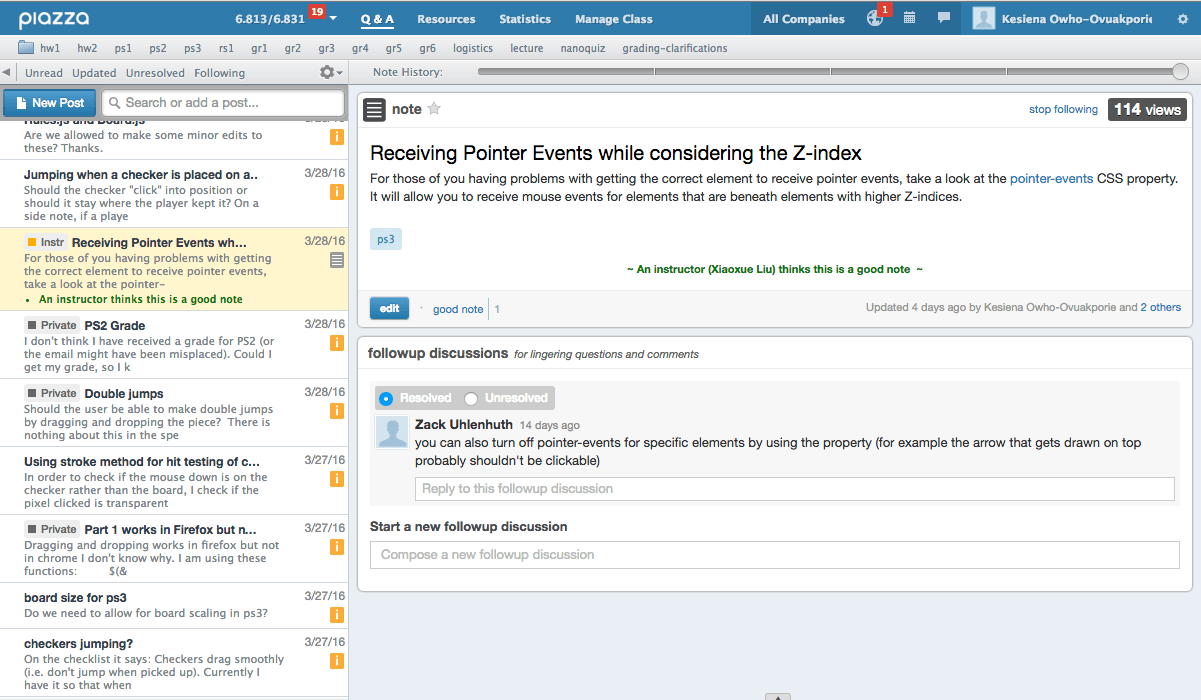 piazza 6.813/6.831 19 Q & A Resources Statistics Manage Class All Companies 1 Kesiena Owho-Ovuakporie
hw1 hw2 ps1 ps2 ps3 rs1 gr1 gr2 gr3 gr4 gr5 gr6 logistics lecture nanoquiz grading-clarifications
Unread Updated Unresolved Following
Note History:
New Post Search or add a post...
Rules.js and Board.js
Are we allowed to make some minor edits to
these? Thanks.
Jumping when a checker is placed on a.. 3/28/16
Should the checker "click" into position or
should it stay where the player kept it? On a
side note, if a playe
Instr Receiving Pointer Events wh... 3/28/16
For those of you having problems with getting
the correct element to receive pointer events,
take a look at the pointer-
• An instructor thinks this is a good note
Private PS2 Grade 3/28/16
I don't think I have received a grade for PS2 (or
the email might have been misplaced). Could I
get my grade, so I k
Private Double jumps 3/28/16
Should the user be able to make double jumps
by dragging and dropping the piece? There is
nothing about this in the spe
Using stroke method for hit testing of c... 3/27/16
In order to check if the mouse down is on the
checker rather than the board, I check if the
pixel clicked is transparent
Private Part 1 works in Firefox but n... 3/27/16
Dragging and dropping works in firefox but not
in chrome I don't know why. I am using these
functions: $(&
board size for ps3 3/27/16
Do we need to allow for board scaling in ps3?
checkers jumping? 3/27/16
On the checklist it says: Checkers drag smoothly
(i.e. don't jump when picked up). Currently I
have it so that when
note stop following 114 views
Receiving Pointer Events while considering the Z-index
For those of you having problems with getting the correct element to receive pointer events, take a look at the pointer-events CSS property.
It will allow you to receive mouse events for elements that are beneath elements with higher Z-indices.
ps3
~ An instructor (Xiaoxue Liu) thinks this is a good note ~
edit · good note 1 Updated 4 days ago by Kesiena Owho-Ovuakporie and 2 others
followup discussions for lingering questions and comments
Resolved Unresolved
Zack Uhlenhuth 14 days ago
you can also turn off pointer-events for specific elements by using the property (for example the arrow that gets drawn on top
probably shouldn't be clickable)
Reply to this followup discussion
Start a new followup discussion
Compose a new followup discussion